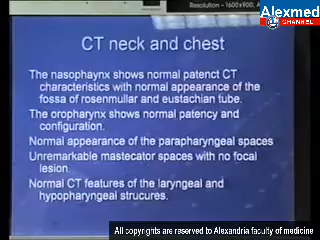 Resolution - 1600x900, A
Alexmed
CHANNEL
CT neck and chest
The nasophaynx shows normal patenct CT
characteristics with normal appearance of the
fossa of rosenmullar and eustachian tube.
The oropharynx shows normal patency and
configuration.
Normal appearance of the parapharyngeal spaces
Unremarkable mastecator spaces with no focal
lesion.
Normal CT features of the laryngeal and
hypopharyngeal strucures.
All copyrights are reserved to Alexandria faculty of medicine